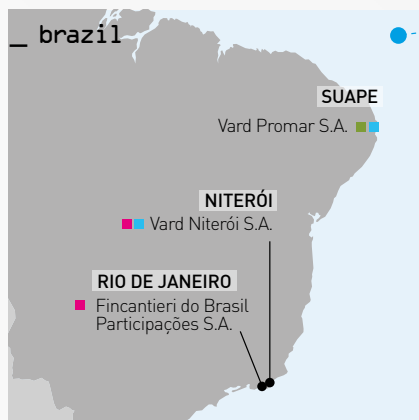 _ brazil
SUAPE
Vard Promar S.A.
NITERÓI
Vard Niterói S.A.
RIO DE JANEIRO
Fincantieri do Brasil
Participações S.A.